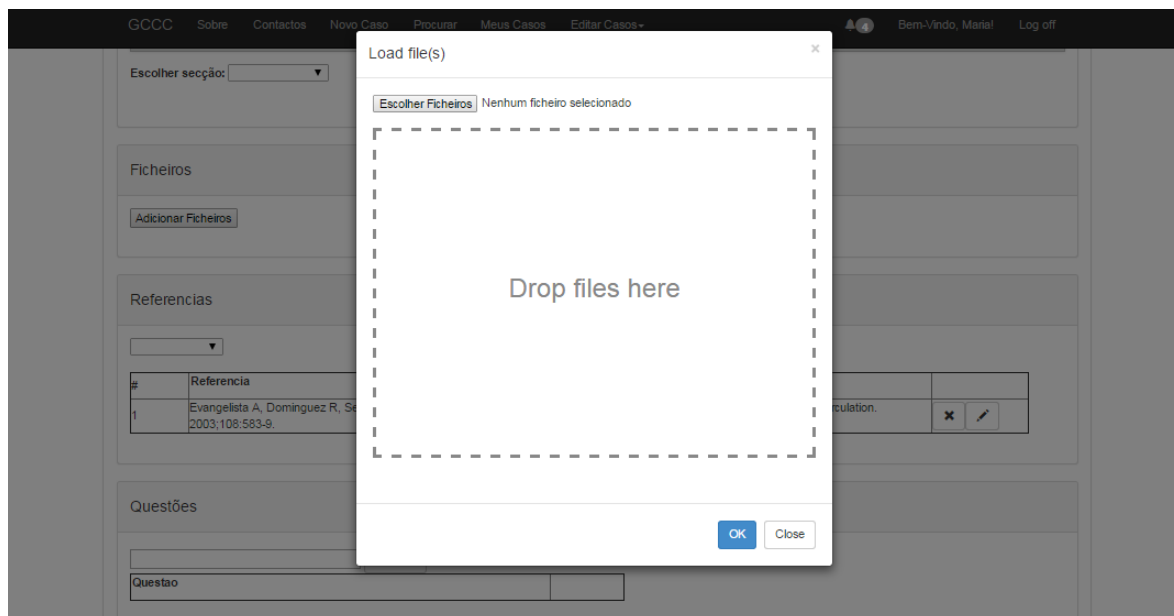 GCCC Sobre Contactos Novo Caso Procurar Meus Casos Editar Casos 4 Bem-Vindo, Maria! Log off
Load file(s) ×
Escolher secção:
Escolher Ficheiros Nenhum ficheiro selecionado
Ficheiros
Adicionar Ficheiros
Drop files here
Referencias
# Referencia
1 Evangelista A, Dominguez R, Se rculation.
2003;108:583-9.
Questões
OK Close
Questao